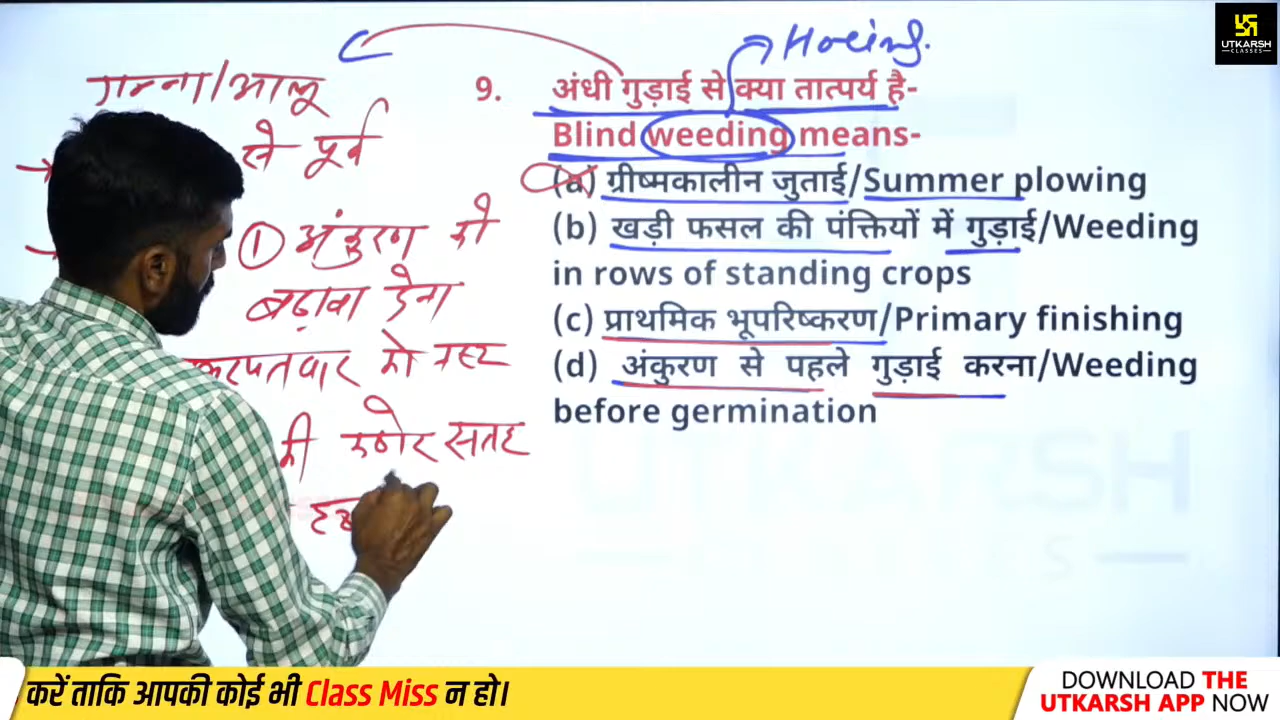 Hoeing.
UTKARSH
CLASSES
गन्ना/आलू
से पूर्व
① अंकुरण को
बढ़ावा देना
को नष्ट
की कठोर सतह
9. अंधी गुड़ाई से क्या तात्पर्य है-
Blind weeding means-
(a) ग्रीष्मकालीन जुताई/Summer plowing
(b) खड़ी फसल की पंक्तियों में गुड़ाई/Weeding
in rows of standing crops
(c) प्राथमिक भूपरिष्करण/Primary finishing
(d) अंकुरण से पहले गुड़ाई करना/Weeding
before germination
करें ताकि आपकी कोई भी Class Miss न हो।
DOWNLOAD THE
UTKARSH APP NOW